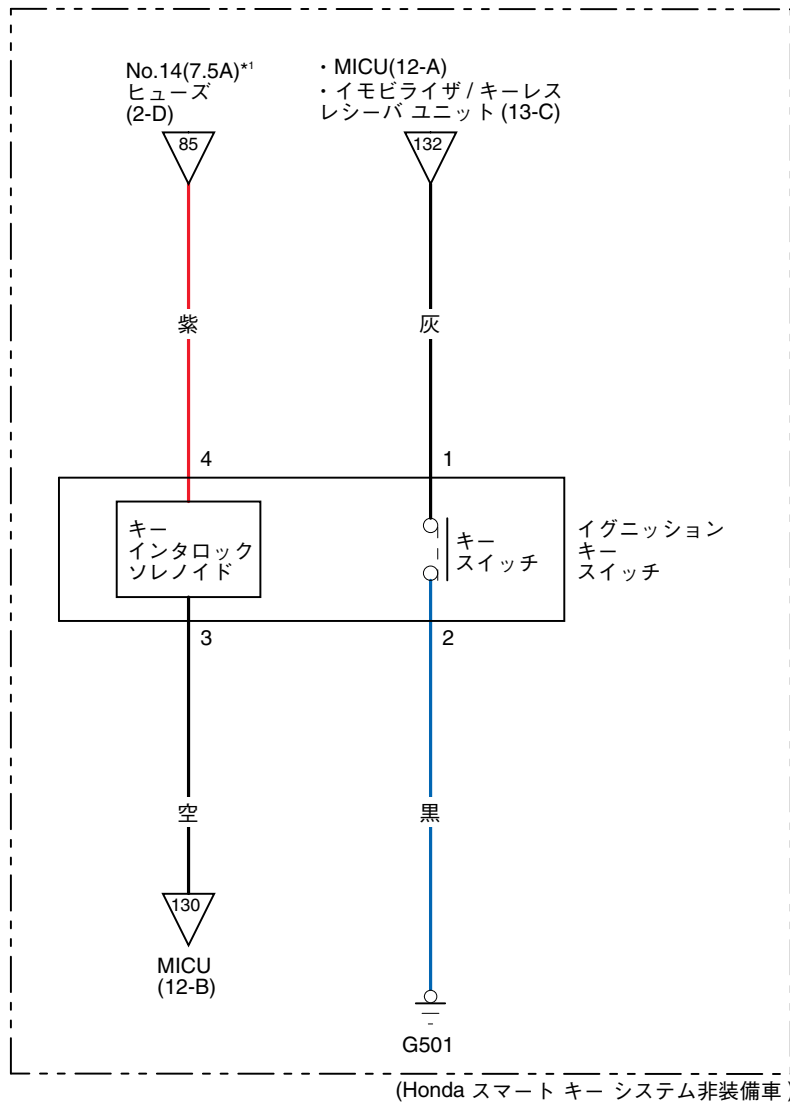 No.14(7.5A)*1
ヒューズ
(2-D)
85
・MICU(12-A)
・イモビライザ / キーレス
レシーバ ユニット (13-C)
132
紫
灰
4
1
キー
インタロック
ソレノイド
キー
スイッチ
イグニッション
キー
スイッチ
3
2
空
黒
130
MICU
(12-B)
G501
(Honda スマート キー システム非装備車 )